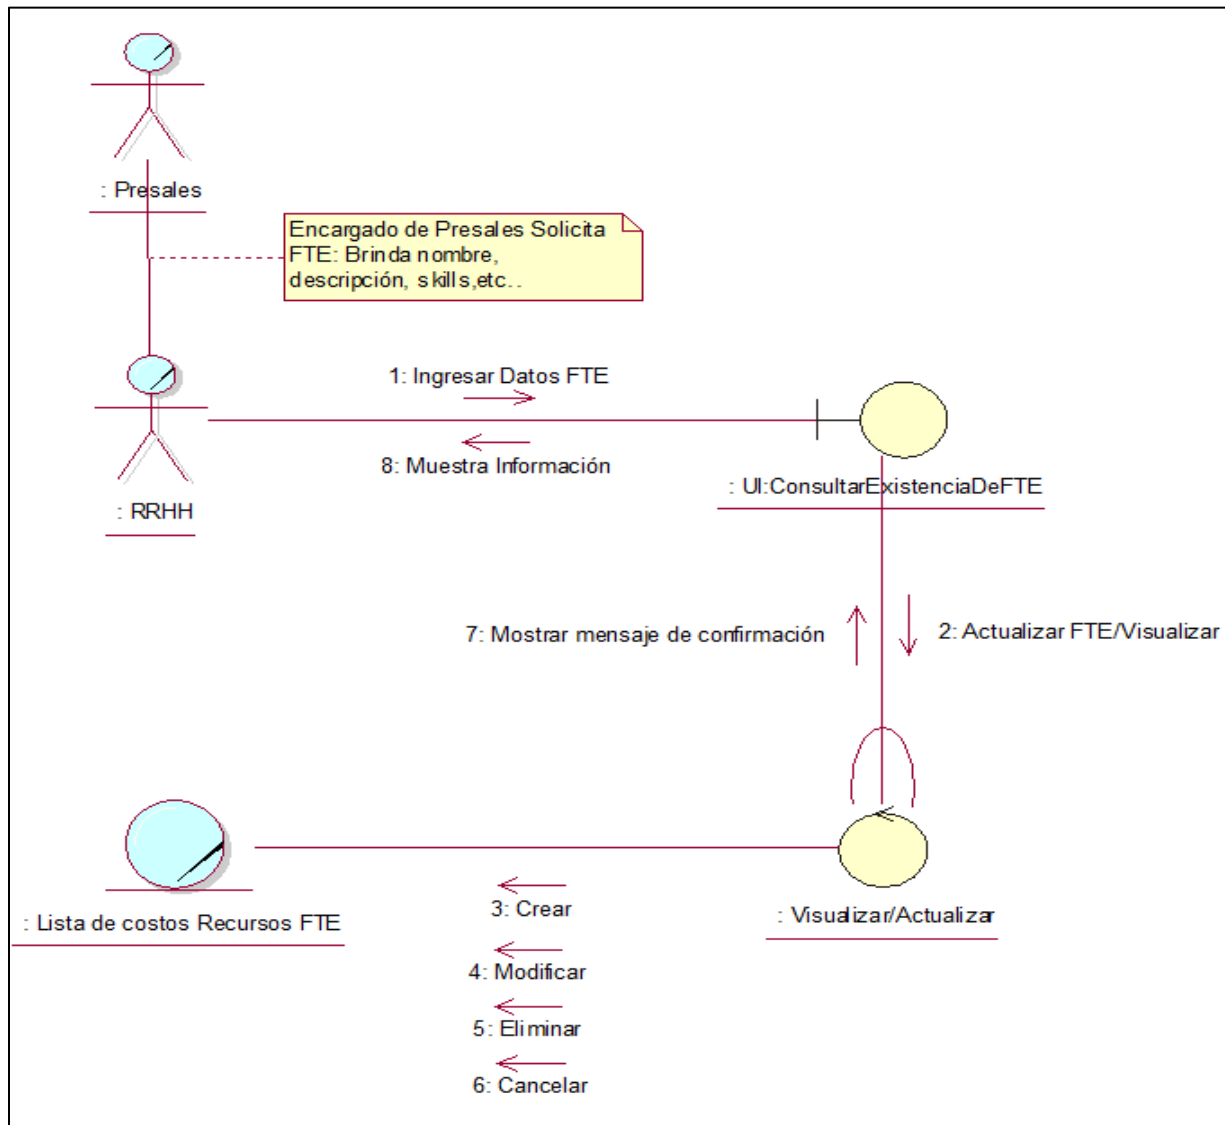 : Presales
Encargado de Presales Solicita
FTE: Brinda nombre,
descripción, skills,etc..
1: Ingresar Datos FTE
8: Muestra Información
: RRHH
: UI:ConsultarExistenciaDeFTE
7: Mostrar mensaje de confirmación
2: Actualizar FTE/Visualizar
: Lista de costos Recursos FTE
: Visualizar/Actualizar
3: Crear
4: Modificar
5: Eliminar
6: Cancelar